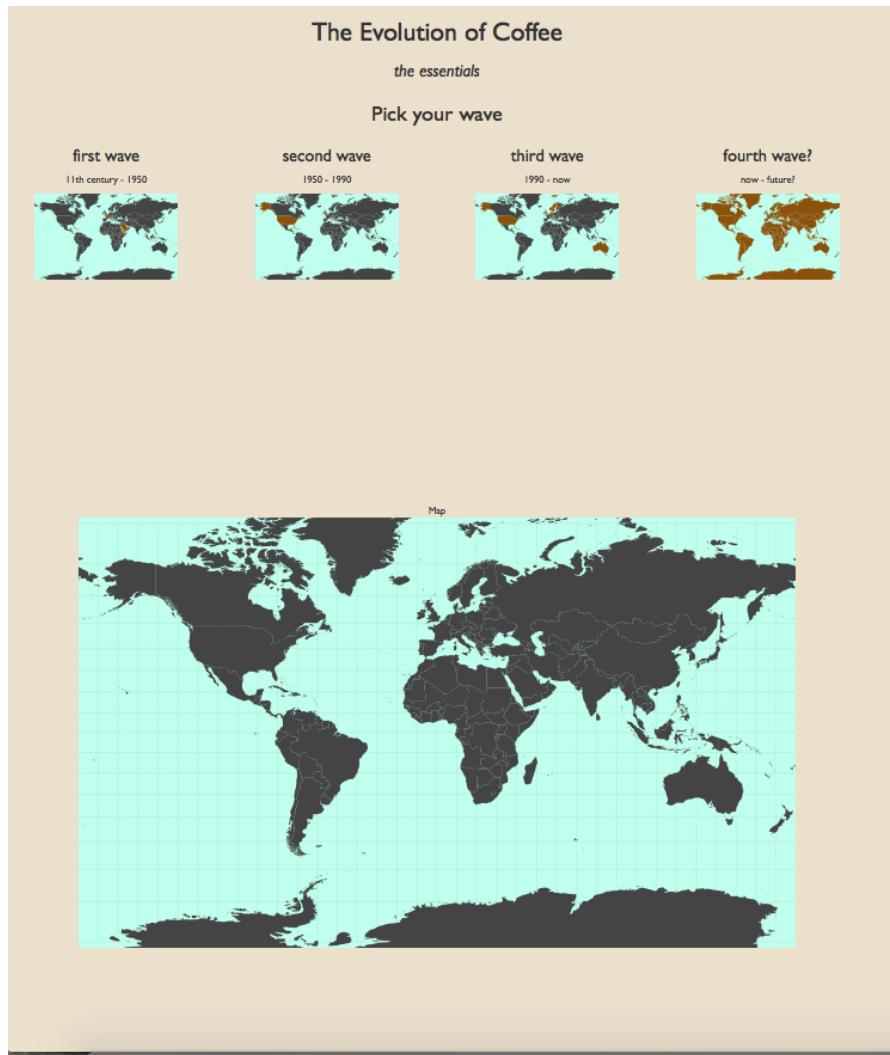 The Evolution of Coffee
the essentials
Pick your wave
first wave
11th century - 1950
second wave
1950 - 1990
third wave
1990 - now
fourth wave?
now - future?
Map